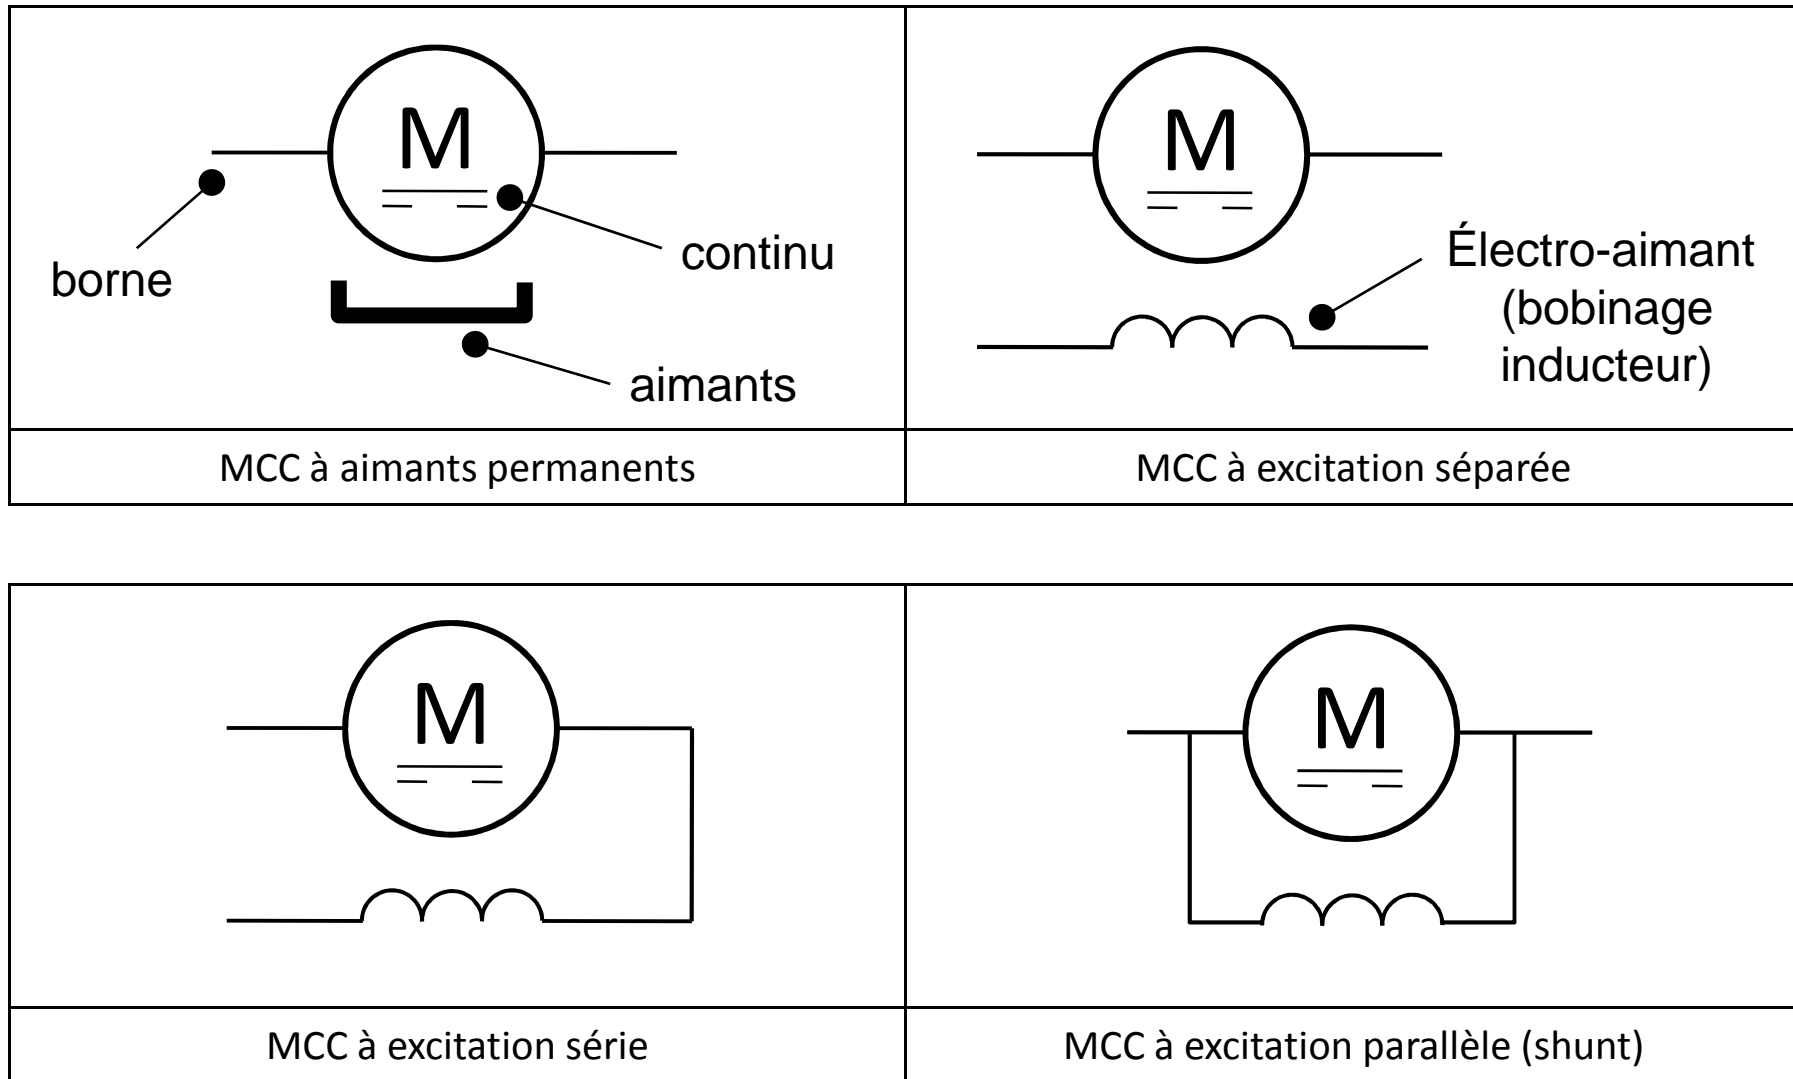 M
borne
continu
aimants
M
Électro-aimant
(bobinage
inducteur)
MCC à aimants permanents
MCC à excitation séparée
M
M
MCC à excitation série
MCC à excitation parallèle (shunt)